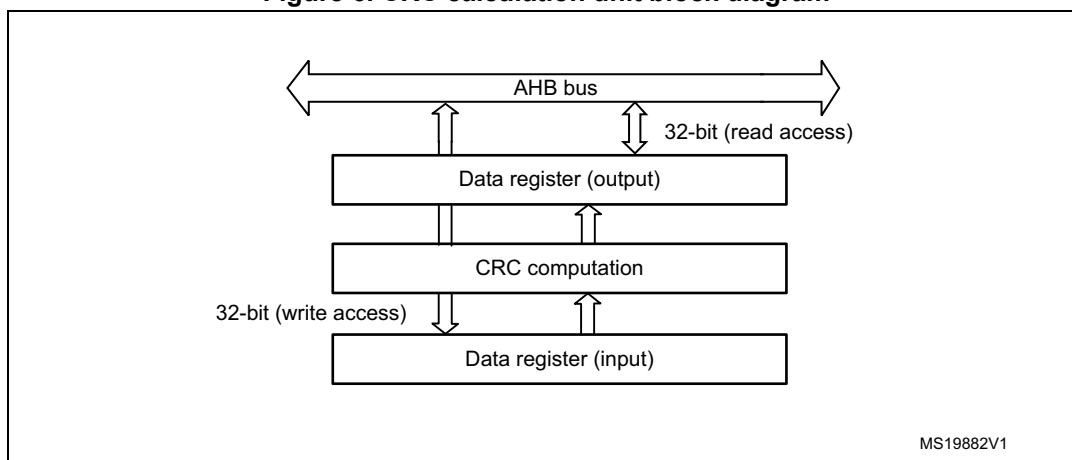 AHB bus
32-bit (read access)
Data register (output)
CRC computation
32-bit (write access)
Data register (input)
MS19882V1